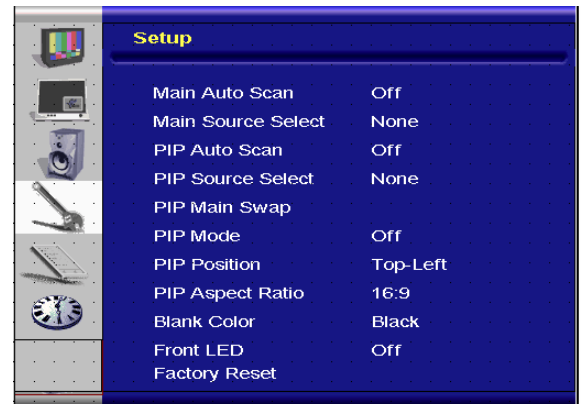 Setup
Main Auto Scan Off
Main Source Select None
PIP Auto Scan Off
PIP Source Select None
PIP Main Swap
PIP Mode Off
PIP Position Top-Left
PIP Aspect Ratio 16:9
Blank Color Black
Front LED Off
Factory Reset